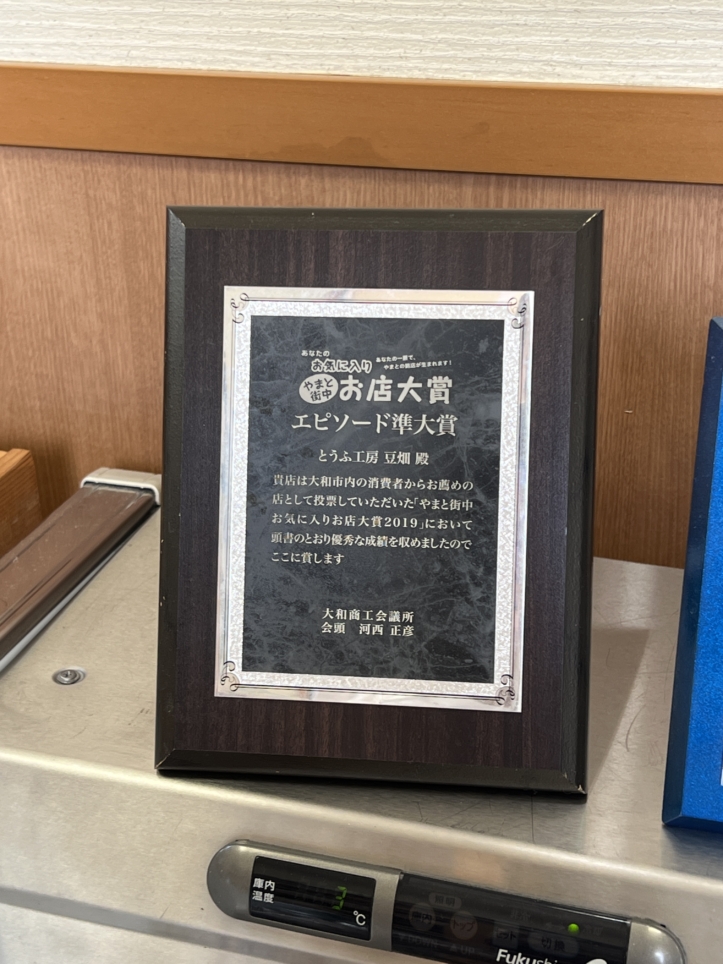 あなたの
お気に入り
あなたの一票で、
やまとの銘店が生まれます！
やまと
街中
お店大賞
エピソード準大賞
とうふ工房 豆畑 殿
貴店は大和市内の消費者からお薦めの
店として投票していただいた「やまと街中
お気に入りお店大賞2019」において
頭書のとおり優秀な成績を収めましたので
ここに賞します
大和商工会議所
会頭 河西 正彦
庫内
温度
3
℃
トップ
切換